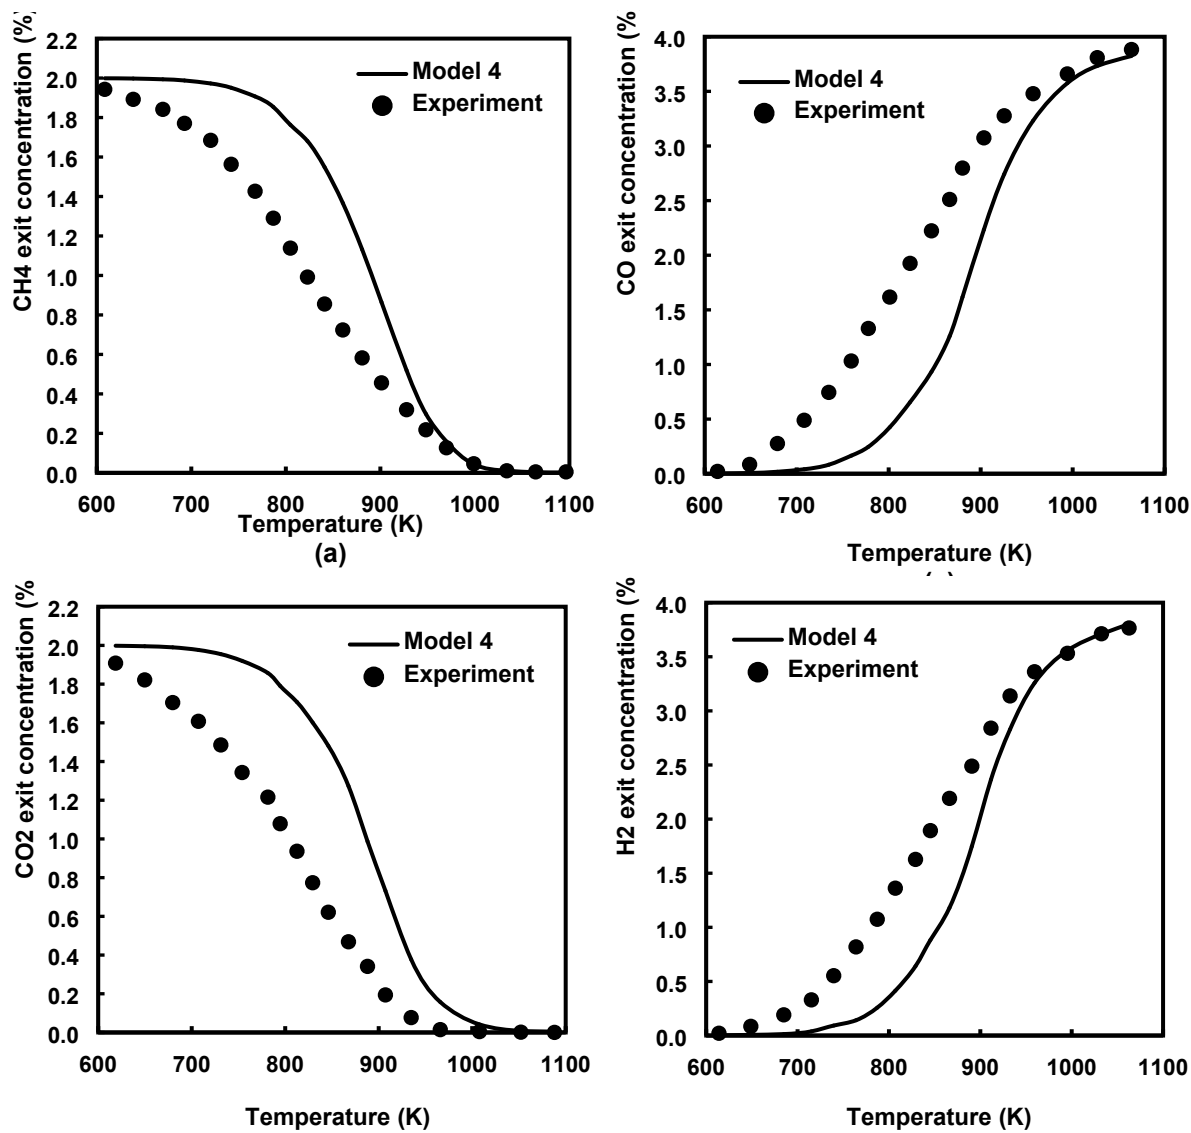 CH4 exit concentration (%)
2.2
2.0
1.8
1.6
1.4
1.2
1.0
0.8
0.6
0.4
0.2
0.0
Model 4
Experiment
600 700 800 900 1000 1100
Temperature (K)
(a)
CO exit concentration (%
4.0
3.5
3.0
2.5
2.0
1.5
1.0
0.5
0.0
Model 4
Experiment
600 700 800 900 1000 1100
Temperature (K)
CO2 exit concentration (%
2.2
2.0
1.8
1.6
1.4
1.2
1.0
0.8
0.6
0.4
0.2
0.0
Model 4
Experiment
600 700 800 900 1000 1100
Temperature (K)
H2 exit concentration (%
4.0
3.5
3.0
2.5
2.0
1.5
1.0
0.5
0.0
Model 4
Experiment
600 700 800 900 1000 1100
Temperature (K)